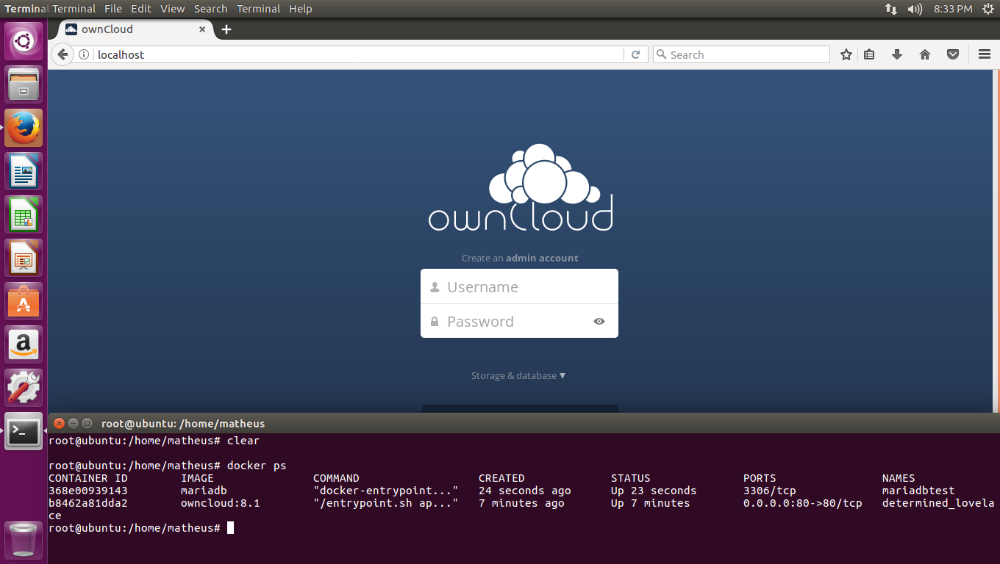 Terminal Terminal File Edit View Search Terminal Help 8:33 PM
ownCloud
localhost
Search
ownCloud
Create an admin account
Username
Password
Storage & database ▼
root@ubuntu: /home/matheus
root@ubuntu:/home/matheus# clear
root@ubuntu:/home/matheus# docker ps
CONTAINER ID IMAGE COMMAND CREATED STATUS PORTS NAMES
368e00939143 mariadb "docker-entrypoint..." 24 seconds ago Up 23 seconds 3306/tcp mariadbtest
b8462a81dda2 owncloud:8.1 "/entrypoint.sh ap..." 7 minutes ago Up 7 minutes 0.0.0.0:80->80/tcp determined_lovela
ce
root@ubuntu:/home/matheus#